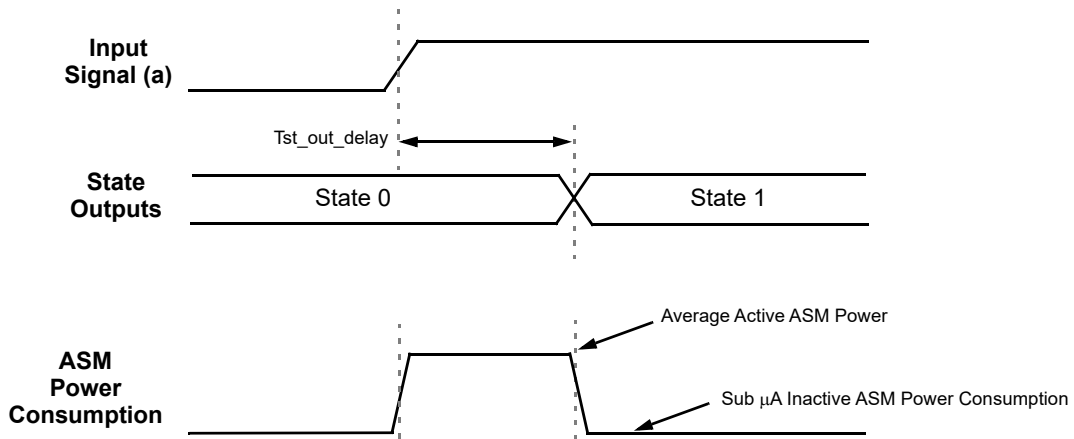 Input
Signal (a)
Tst_out_delay
State
Outputs
State 0
State 1
Average Active ASM Power
ASM
Power
Consumption
Sub μA Inactive ASM Power Consumption